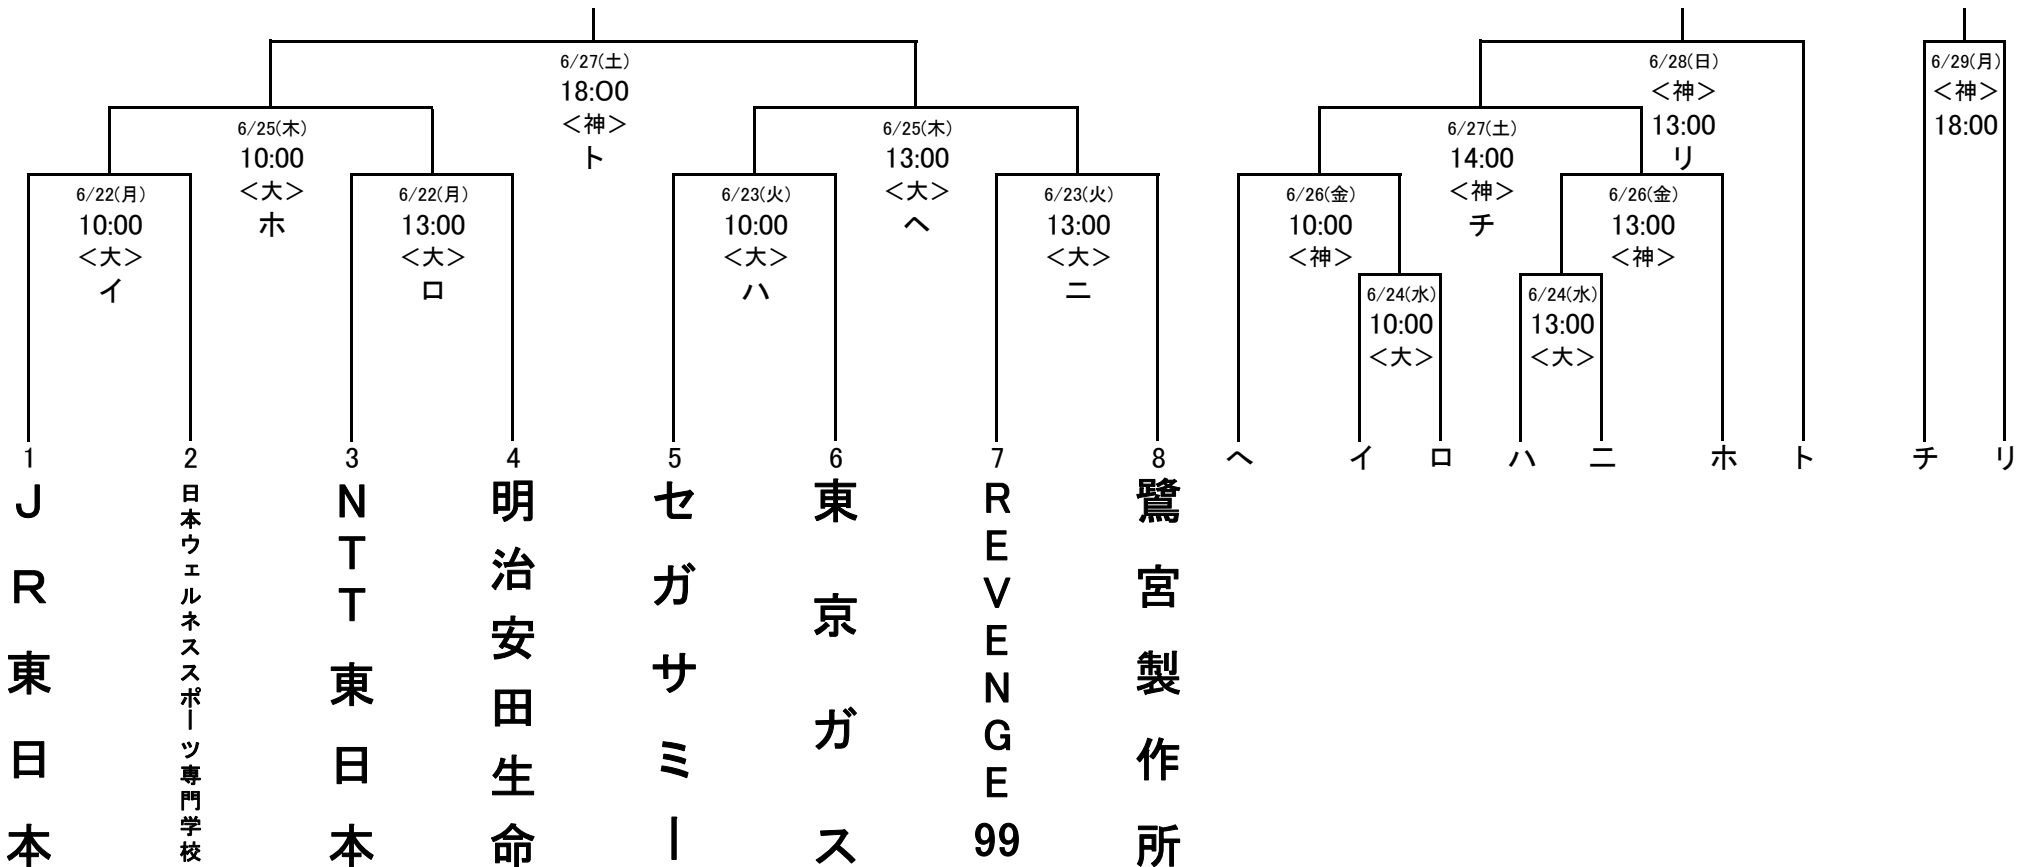 6/27(土)
18:00
＜神＞
ト
6/25(木)
10:00
＜大＞
ホ
6/25(木)
13:00
＜大＞
ヘ
6/22(月)
10:00
＜大＞
イ
6/22(月)
13:00
＜大＞
ロ
6/23(火)
10:00
＜大＞
ハ
6/23(火)
13:00
＜大＞
ニ
6/28(日)
＜神＞
13:00
リ
6/27(土)
14:00
＜神＞
チ
6/26(金)
10:00
＜神＞
6/26(金)
13:00
＜神＞
6/24(水)
10:00
＜大＞
6/24(水)
13:00
＜大＞
6/29(月)
＜神＞
18:00
1
JR東日本
2
日本ウェルネススポーツ専門学校
3
NTT東日本
4
明治安田生命
5
セガサミー
6
東京ガス
7
REVENGE99
8
鷺宮製作所
ヘ
イ
ロ
ハ
ニ
ホ
ト
チ
リ